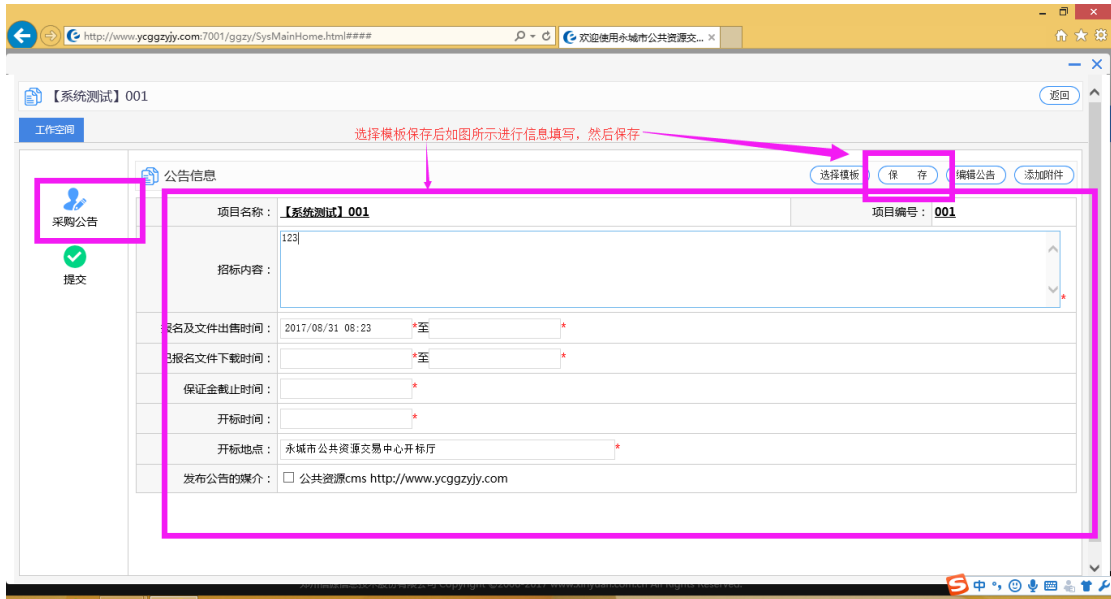 http://www.ycggzyjy.com:7001/ggzy/SysMainHome.html####
欢迎使用永城市公共资源交... ×
【系统测试】001
返回
工作空间
选择模板保存后如图所示进行信息填写，然后保存
采购公告
提交
公告信息
选择模板
保 存
编辑公告
添加附件
项目名称： 【系统测试】001
项目编号： 001
招标内容： 123
*
报名及文件出售时间： 2017/08/31 08:23 *至 *
已报名文件下载时间： *至 *
保证金截止时间： *
开标时间： *
开标地点： 永城市公共资源交易中心开标厅 *
发布公告的媒介： 公共资源cms http://www.ycggzyjy.com
中